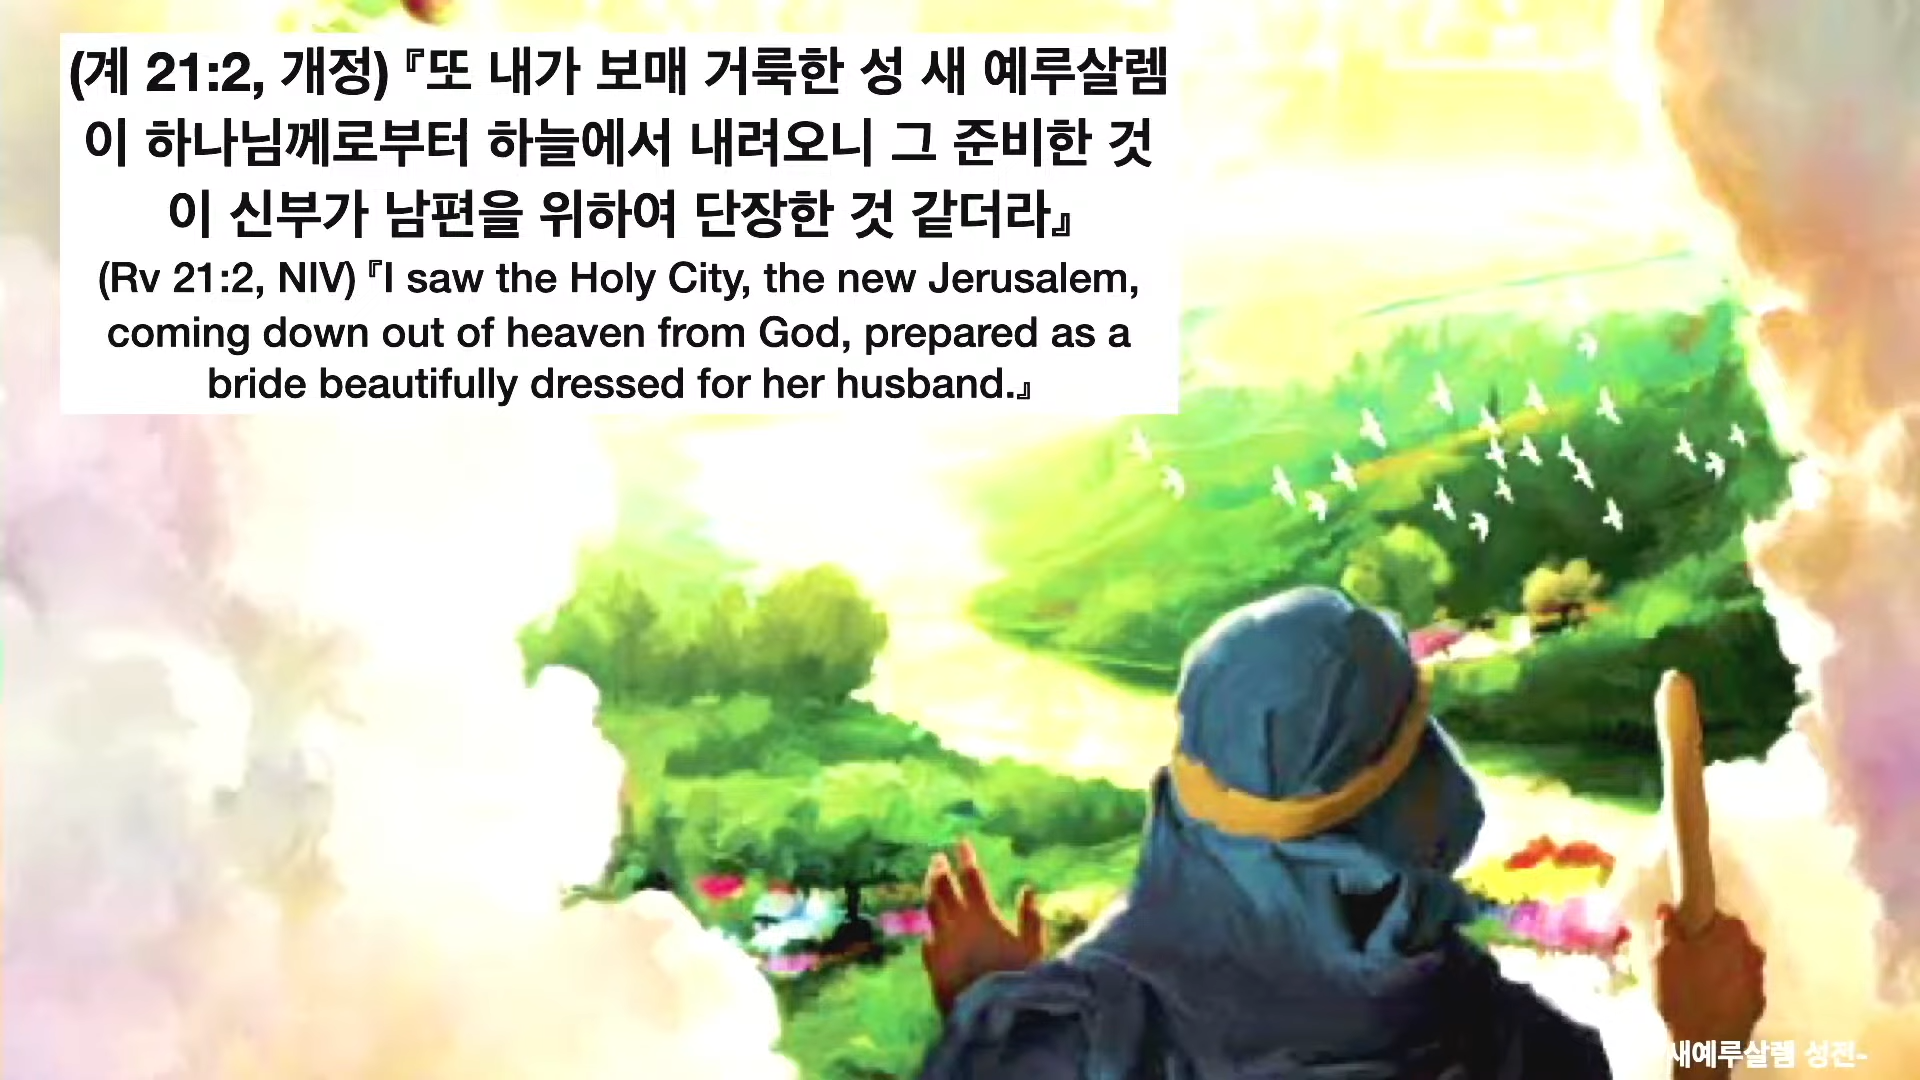 (계 21:2, 개정)『또 내가 보매 거룩한 성 새 예루살렘
이 하나님께로부터 하늘에서 내려오니 그 준비한 것
이 신부가 남편을 위하여 단장한 것 같더라』
(Rv 21:2, NIV)『I saw the Holy City, the new Jerusalem,
coming down out of heaven from God, prepared as a
bride beautifully dressed for her husband.』
새예루살렘 성전-